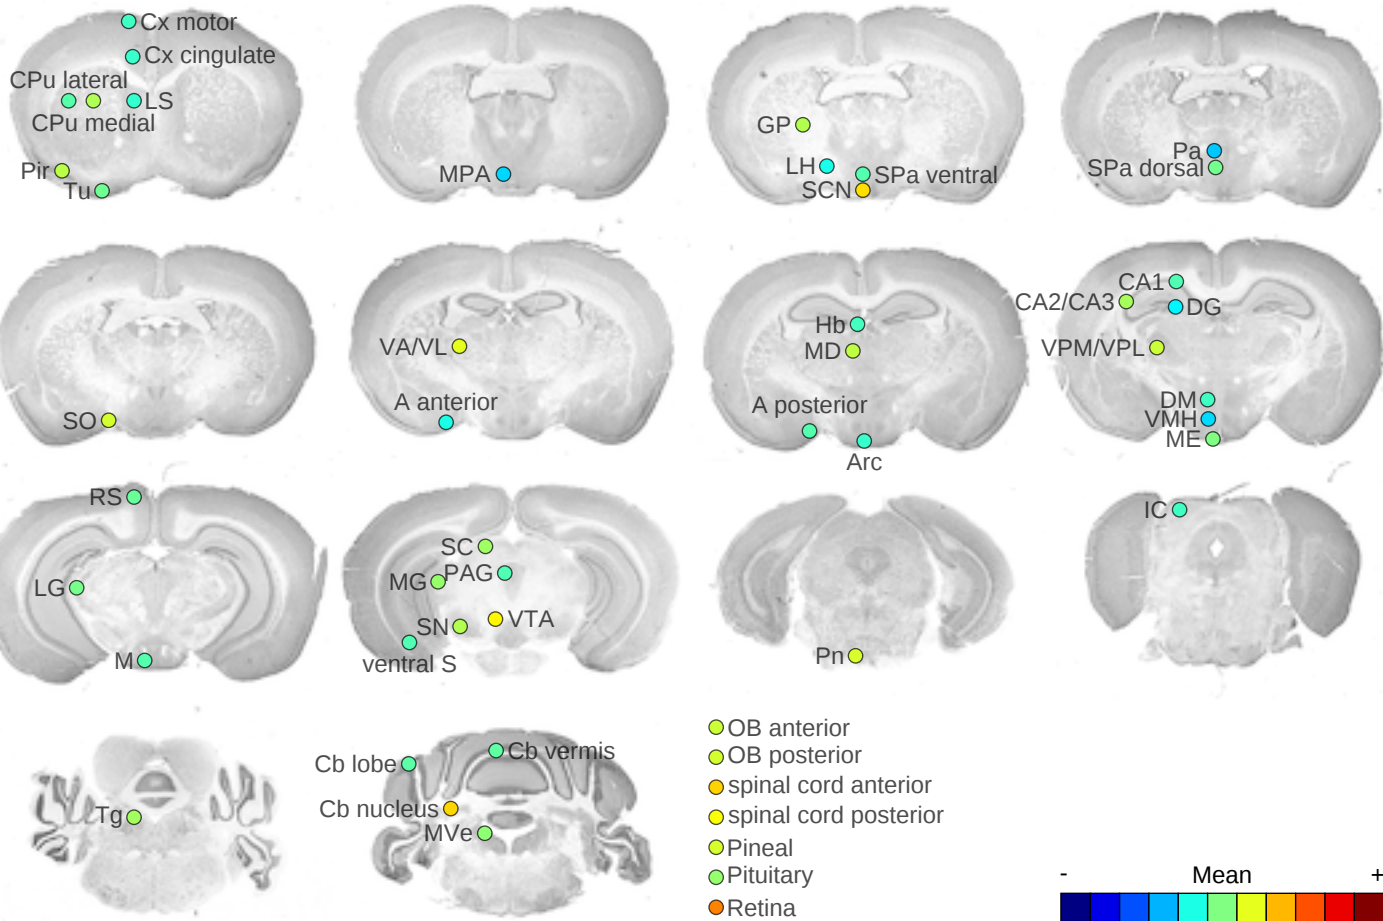 Cx motor
Cx cingulate
CPu lateral
LS
CPu medial
Pir
Tu
MPA
GP
LH
SPa ventral
SCN
Pa
SPa dorsal
SO
VA/VL
A anterior
Hb
MD
A posterior
Arc
CA1
CA2/CA3
DG
VPM/VPL
DM
VMH
ME
RS
LG
M
SC
PAG
MG
VTA
SN
ventral S
Pn
IC
Tg
Cb vermis
Cb lobe
Cb nucleus
MVe
OB anterior
OB posterior
spinal cord anterior
spinal cord posterior
Pineal
Pituitary
Retina
- Mean +